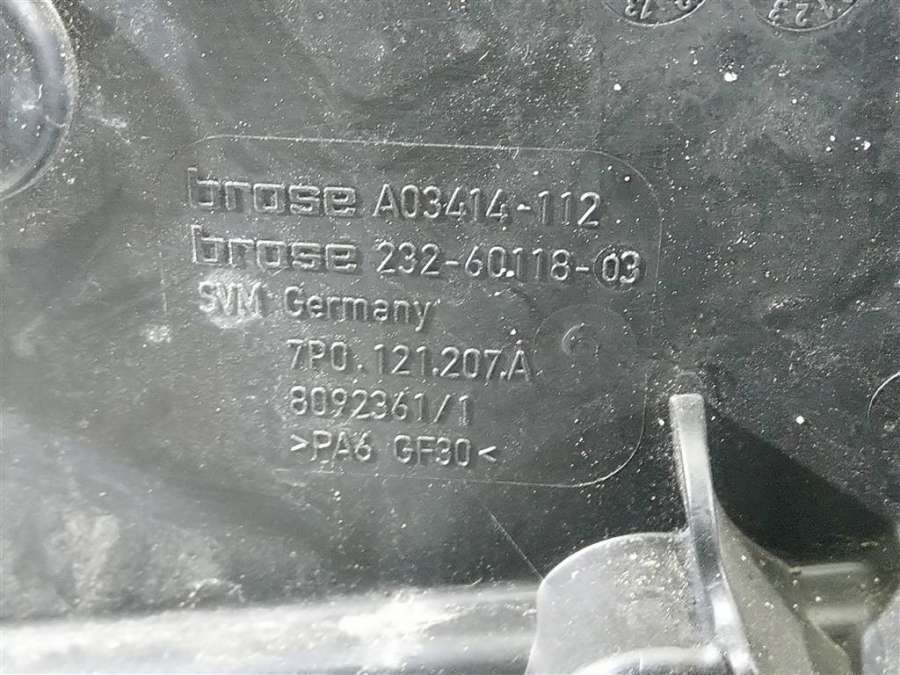 brose A03414-112
brose 232-60118-03
SVM Germany
7P0.121.207.A
8092361/1
>PA6 GF30<